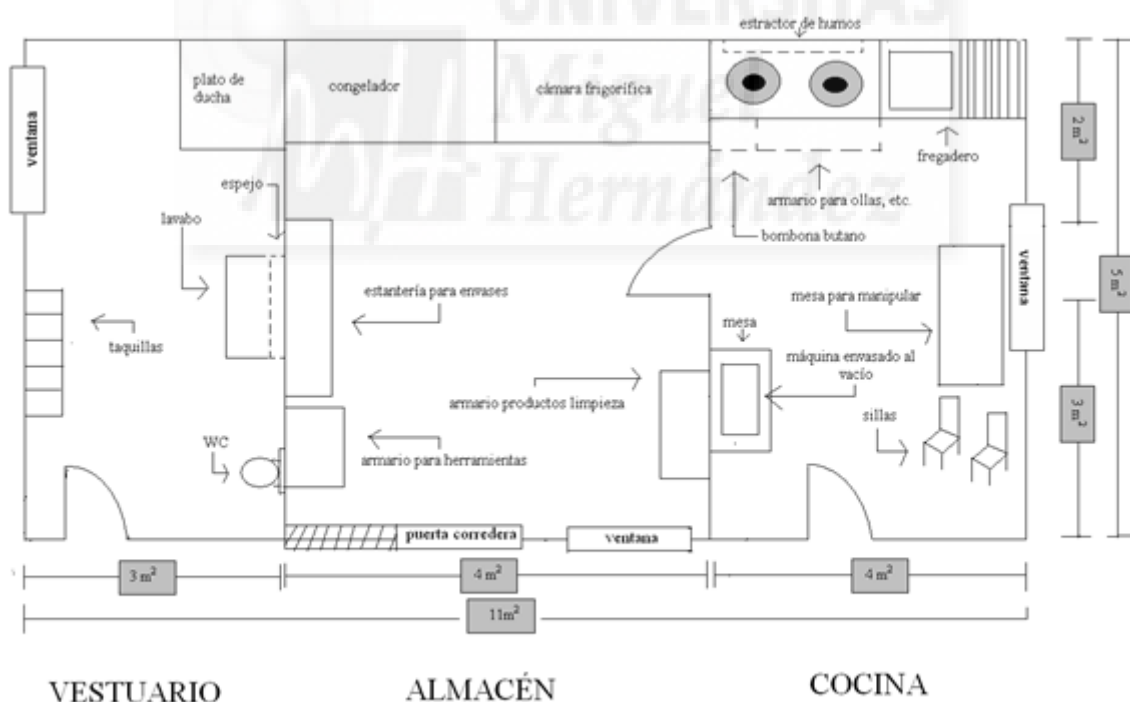 UNIVERSITAS
Miguel
Hernández
estractor de humos
plato de
ducha
congelador
cámara frigorífica
ventana
fregadero
2 m²
espejo
armario para ollas, etc.
lavabo
bombona butano
ventana
5 m²
estantería para envases
mesa para manipular
taquillas
mesa
máquina envasado al
vacío
armario productos limpieza
sillas
3 m²
WC
armario para herramientas
puerta corredera
ventana
3 m²
4 m²
4 m²
11m²
VESTUARIO
ALMACÉN
COCINA